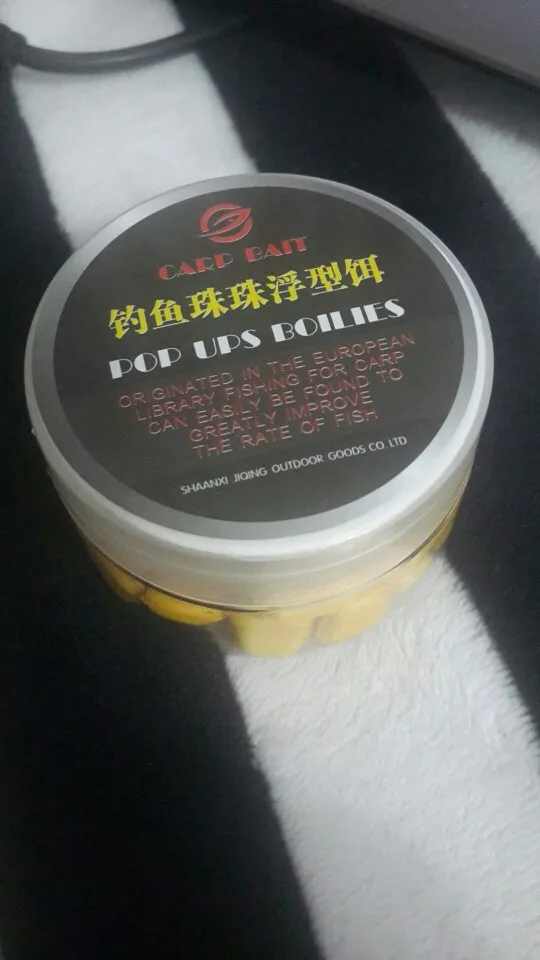 CARP BAIT
钓鱼珠珠浮型饵
POP UPS BOILIES
ORIGINATED IN THE EUROPEAN
LIBRARY FISHING FOR CARP
CAN EASILY BE FOUND TO
GREATLY IMPROVE
THE RATE OF FISH
SHAANXI JIQING OUTDOOR GOODS CO. LTD